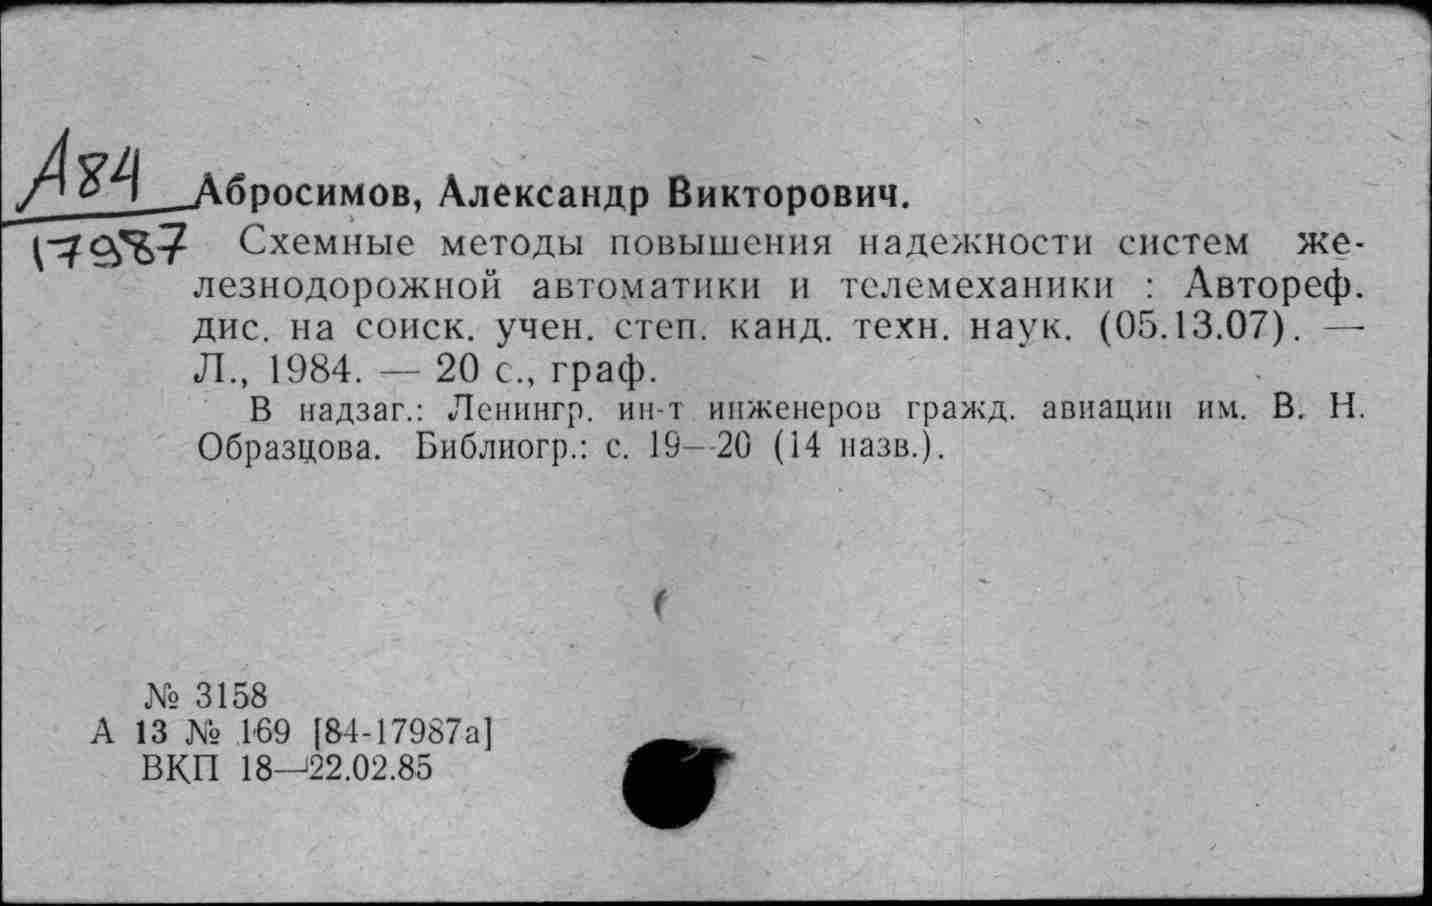 А84
Абросимов, Александр Викторович.
17987
Схемные методы повышения надежности систем же-
лезнодорожной автоматики и телемеханики : Автореф.
дис. на соиск. учен. степ. канд. техн. наук. (05.13.07). —
Л., 1984. — 20 с., граф.
В надзаг.: Ленингр. ин-т инженеров гражд. авиации им. В. Н.
Образцова. Библиогр.: с. 19—20 (14 назв.).
№ 3158
А 13 № 169 [84-17987а]
ВКП 18—22.02.85